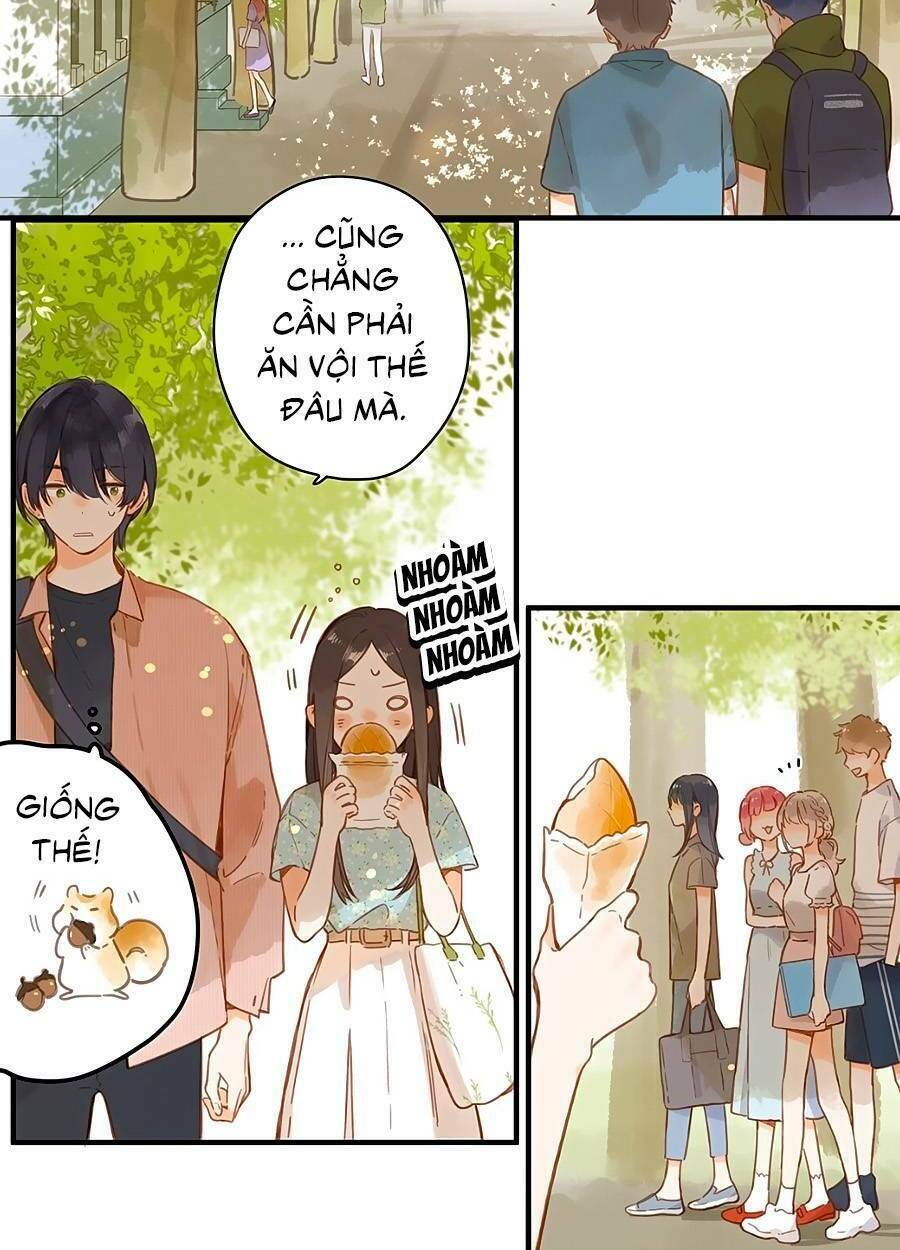 ... CŨNG
CHẲNG
CẦN PHẢI
ĂN VỘI THẾ
ĐÂU MÀ.
NHOÀM
NHOÀM
NHOÀM
GIỐNG
THẾ!